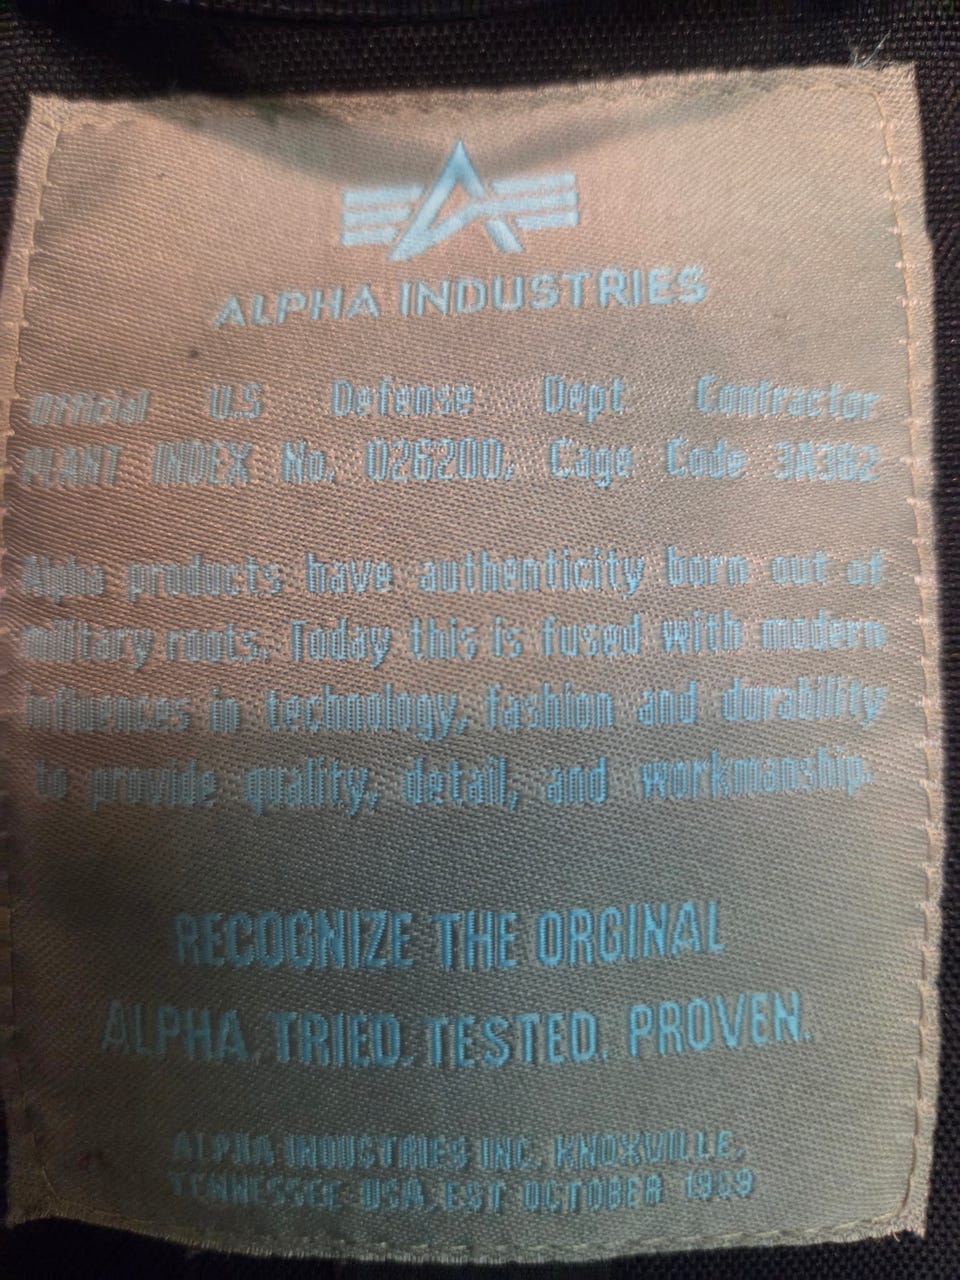 ALPHA INDUSTRIES
Official U.S Defense Dept Contractor
PLANT INDEX No. 026200, Cage Code 3A382
Alpha products have authenticity born out of
military roots. Today this is fused with modern
influences in technology, fashion and durability
to provide quality, detail, and workmanship.
RECOGNIZE THE ORGINAL
ALPHA. TRIED. TESTED. PROVEN.
ALPHA INDUSTRIES INC. KNOXVILLE,
TENNESSEE USA, EST OCTOBER 1959